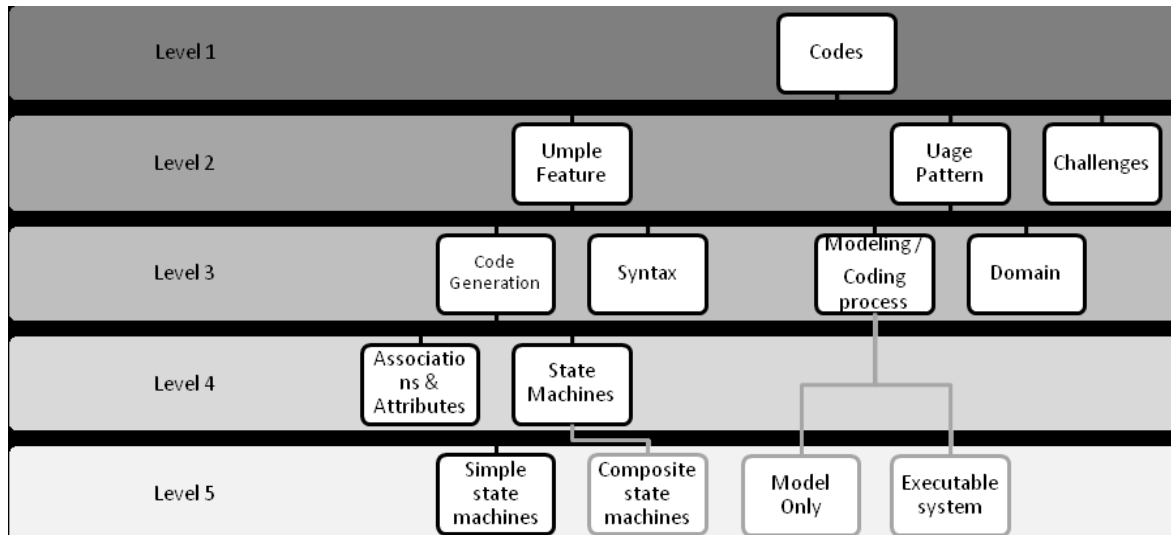 Level 1
Codes
Level 2
Umple
Feature
Uage
Pattern
Challenges
Level 3
Code
Generation
Syntax
Modeling /
Coding
process
Domain
Level 4
Associatio
ns &
Attributes
State
Machines
Level 5
Simple
state
machines
Composite
state
machines
Model
Only
Executable
system